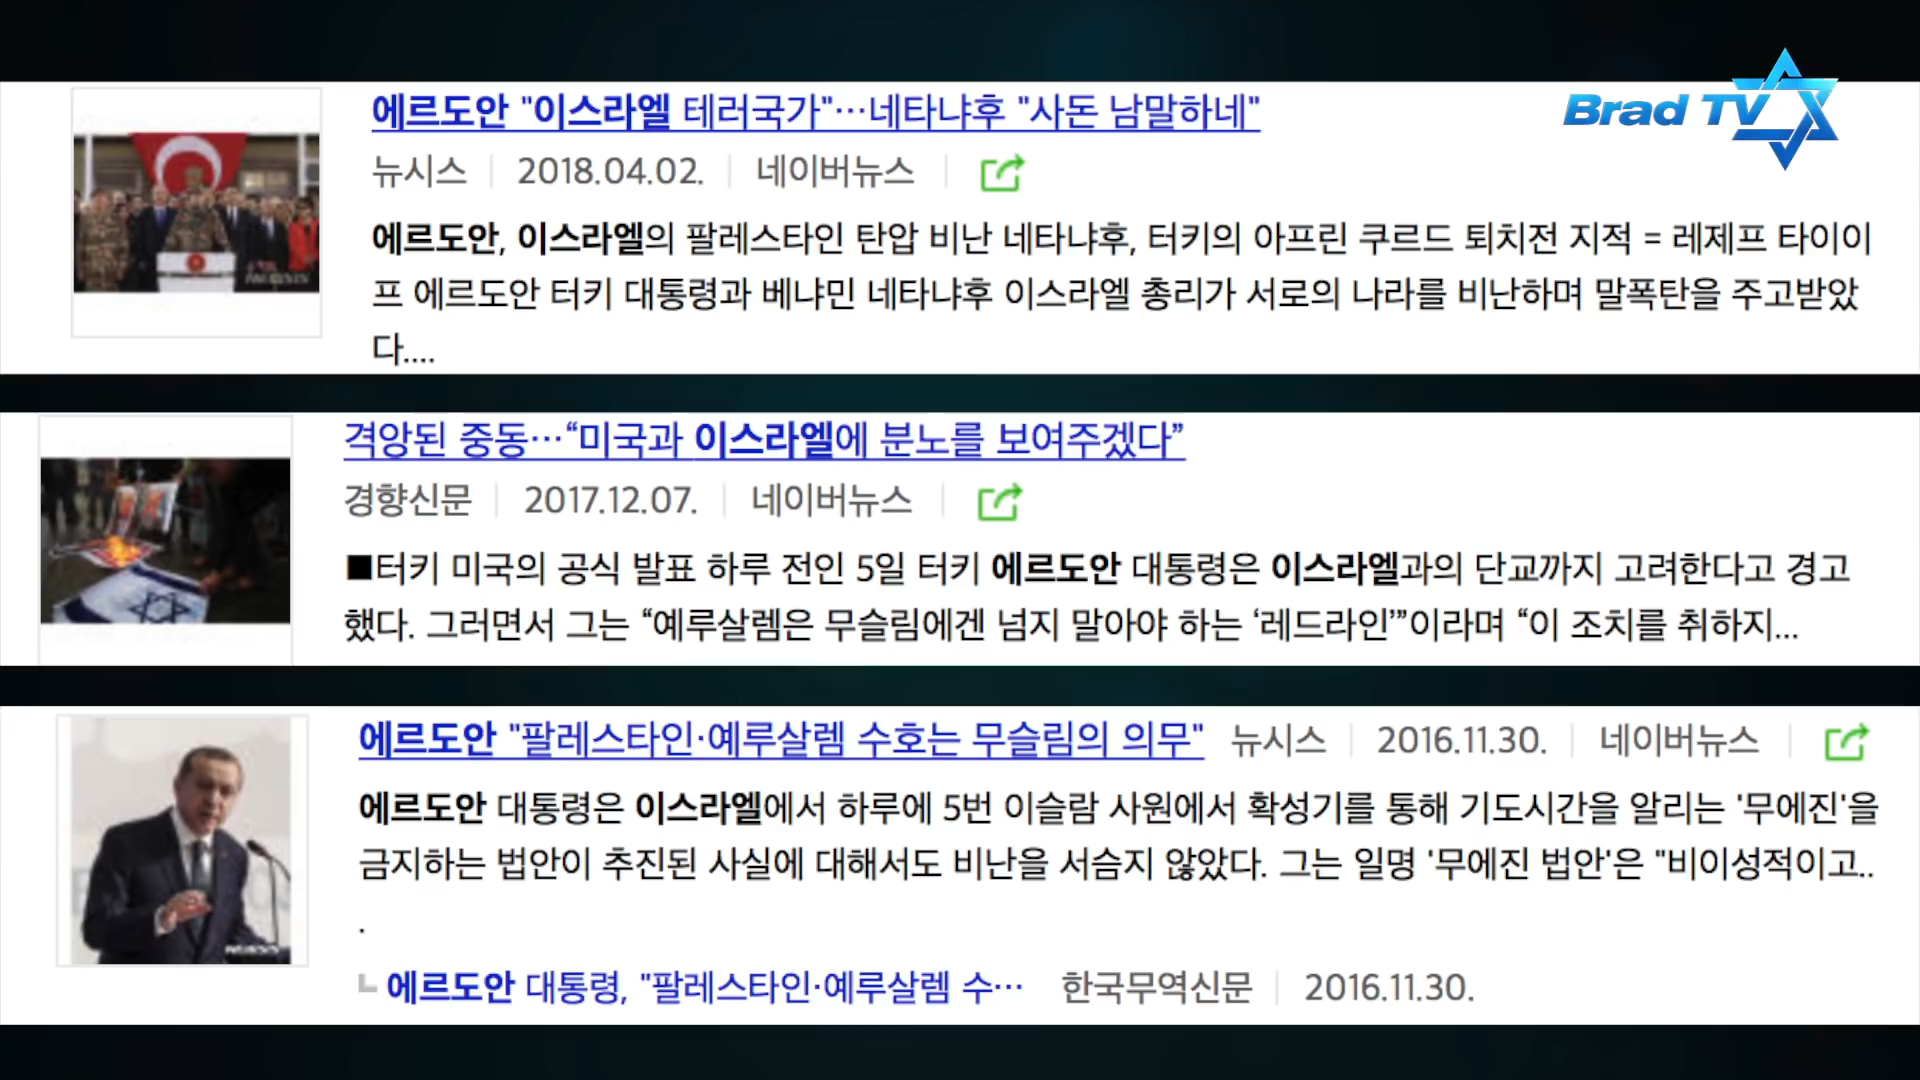 Brad TV
에르도안 "이스라엘 테러국가"…네타냐후 "사돈 남말하네"
뉴시스 2018.04.02. 네이버뉴스
에르도안, 이스라엘의 팔레스타인 탄압 비난 네타냐후, 터키의 아프린 쿠르드 퇴치전 지적 = 레제프 타이이
프 에르도안 터키 대통령과 베냐민 네타냐후 이스라엘 총리가 서로의 나라를 비난하며 말폭탄을 주고받았
다....
격앙된 중동…“미국과 이스라엘에 분노를 보여주겠다”
경향신문 2017.12.07. 네이버뉴스
■터키 미국의 공식 발표 하루 전인 5일 터키 에르도안 대통령은 이스라엘과의 단교까지 고려한다고 경고
했다. 그러면서 그는 “예루살렘은 무슬림에겐 넘지 말아야 하는 ‘레드라인’”이라며 “이 조치를 취하지...
에르도안 "팔레스타인·예루살렘 수호는 무슬림의 의무" 뉴시스 2016.11.30. 네이버뉴스
에르도안 대통령은 이스라엘에서 하루에 5번 이슬람 사원에서 확성기를 통해 기도시간을 알리는 '무에진'을
금지하는 법안이 추진된 사실에 대해서도 비난을 서슴지 않았다. 그는 일명 '무에진 법안'은 "비이성적이고..
.
에르도안 대통령, "팔레스타인·예루살렘 수… 한국무역신문 2016.11.30.